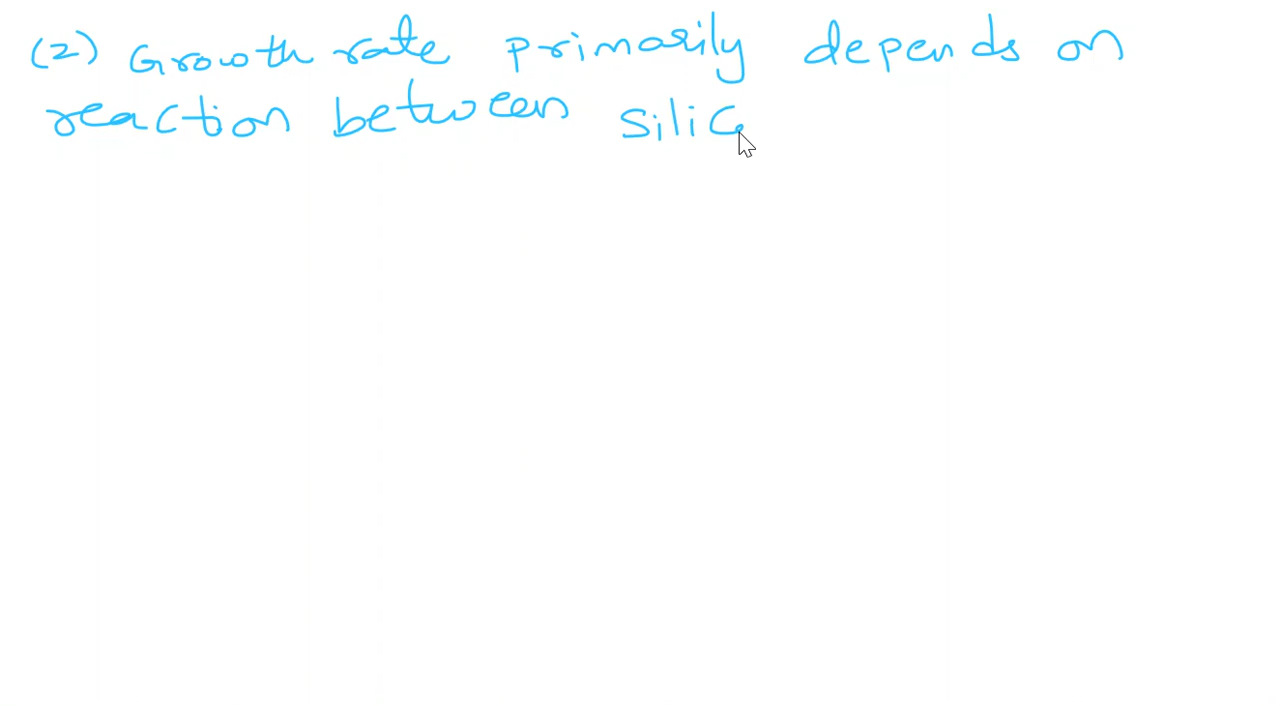 (2) Growth rate primarily depends on
reaction between silic